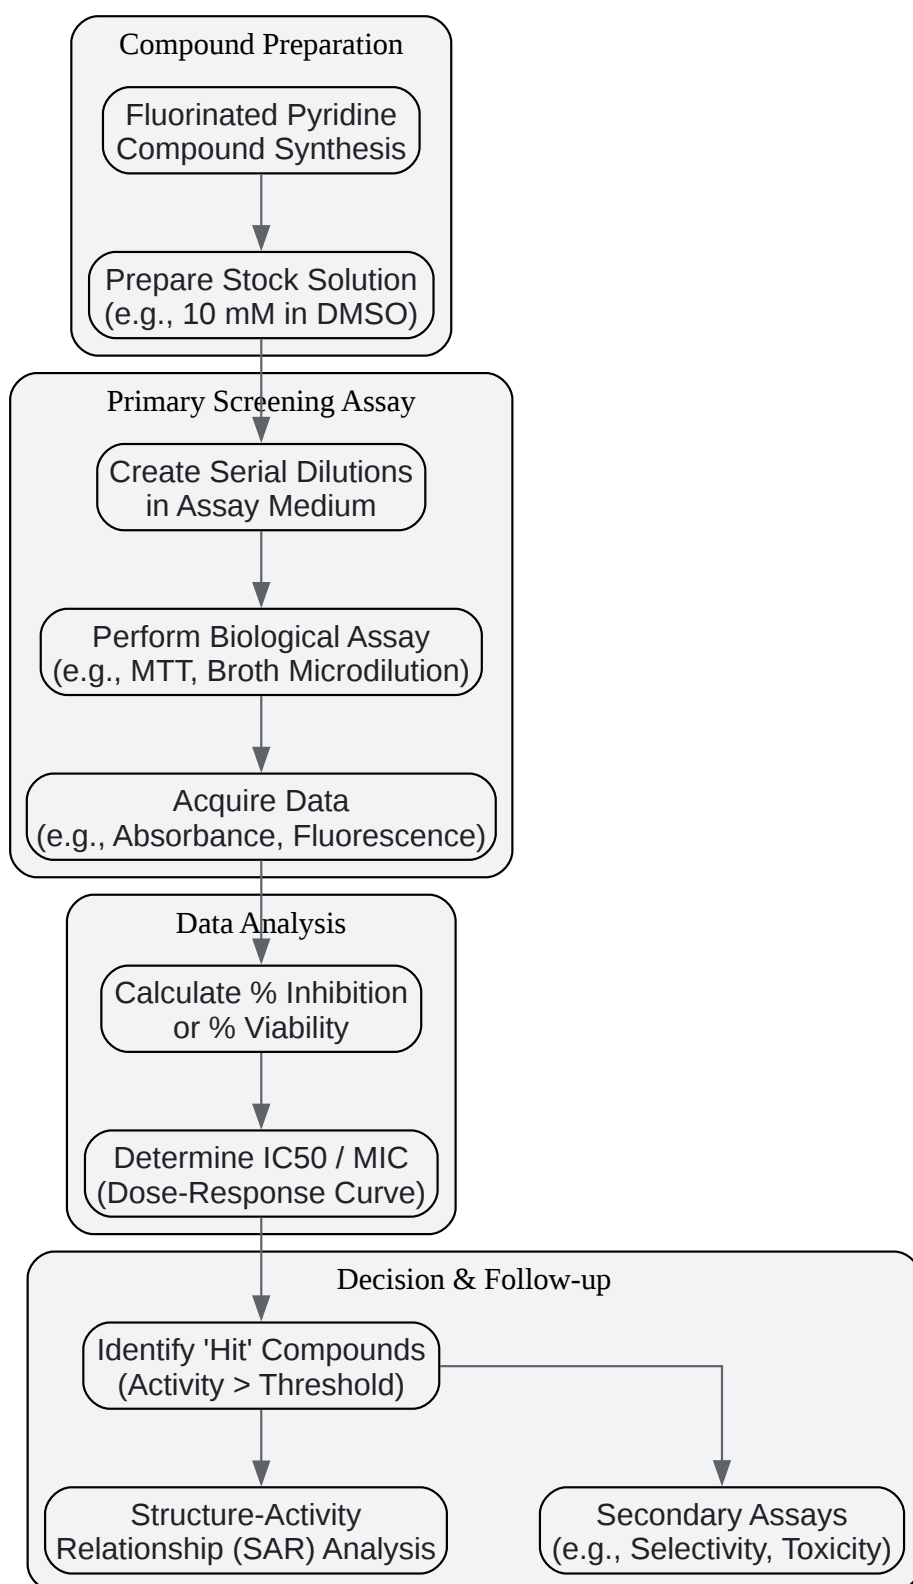 Compound Preparation
Fluorinated Pyridine
Compound Synthesis
Prepare Stock Solution
(e.g., 10 mM in DMSO)
Primary Screening Assay
Create Serial Dilutions
in Assay Medium
Perform Biological Assay
(e.g., MTT, Broth Microdilution)
Acquire Data
(e.g., Absorbance, Fluorescence)
Data Analysis
Calculate % Inhibition
or % Viability
Determine IC50 / MIC
(Dose-Response Curve)
Decision & Follow-up
Identify 'Hit' Compounds
(Activity > Threshold)
Structure-Activity
Relationship (SAR) Analysis
Secondary Assays
(e.g., Selectivity, Toxicity)